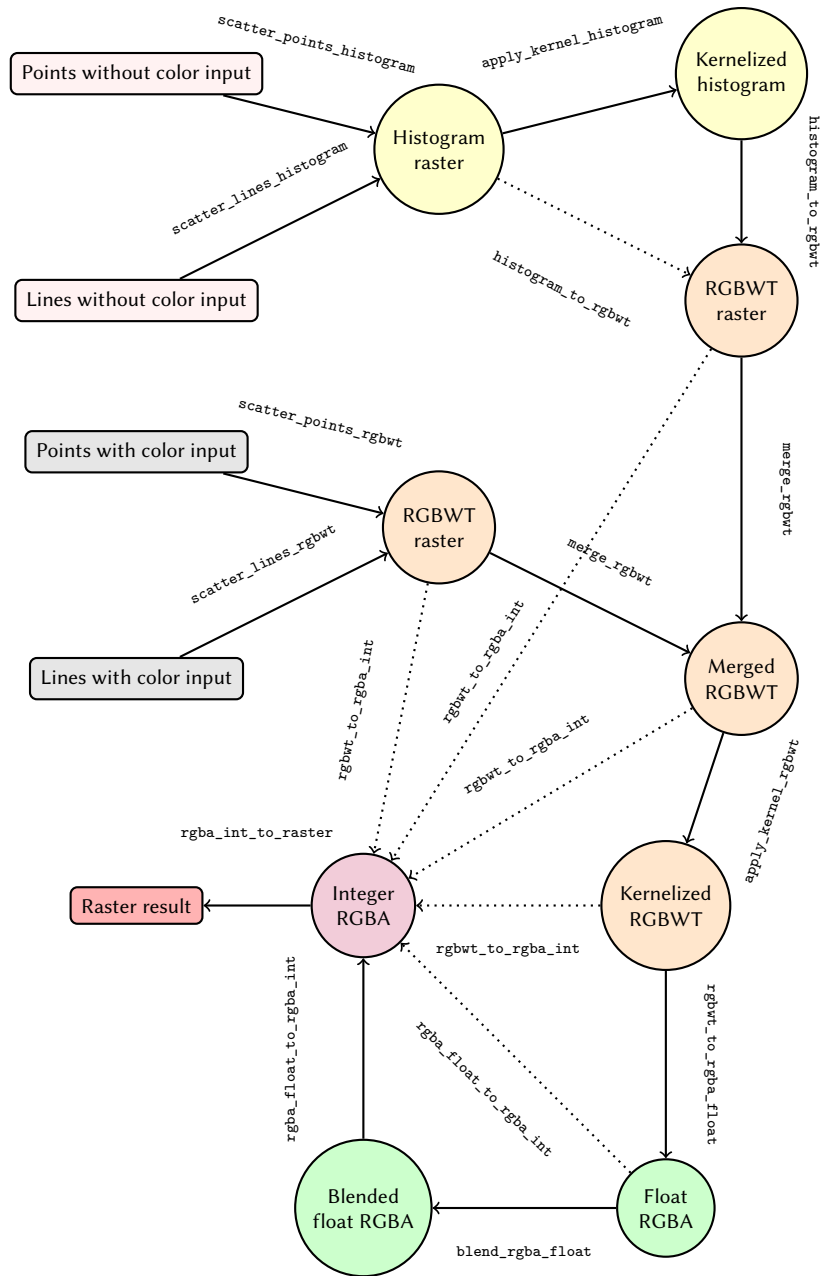 scatter_points_histogram
apply_kernel_histogram
Kernelized
histogram
Points without color input
Histogram
raster
histogram_to_rgbwt
scatter_lines_histogram
Lines without color input
histogram_to_rgbwt
RGBWT
raster
scatter_points_rgbwt
Points with color input
merge_rgbwt
RGBWT
raster
scatter_lines_rgbwt
merge_rgbwt
Lines with color input
rgbwt_to_rgba_int
rgbwt_to_rgba_int
Merged
RGBWT
rgbwt_to_rgba_int
apply_kernel_rgbwt
rgba_int_to_raster
Raster result
Integer
RGBA
Kernelized
RGBWT
rgbwt_to_rgba_int
rgba_float_to_rgba_int
rgba_float_to_rgba_int
rgbwt_to_rgba_float
Blended
float RGBA
Float
RGBA
blend_rgba_float